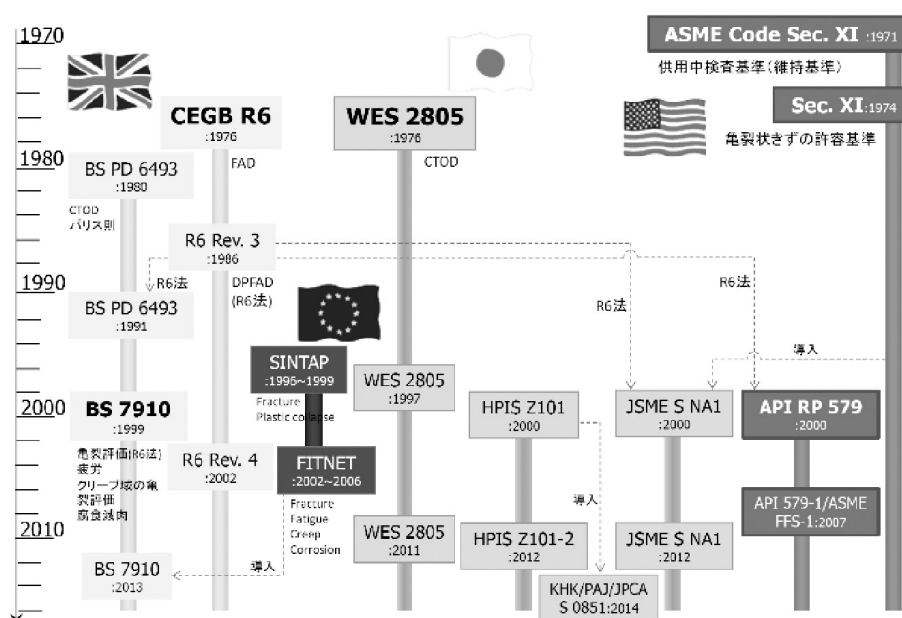 1970
1980
1990
2000
2010
BS PD 6493
:1980
CTOD
パリス則
BS PD 6493
:1991
BS 7910
:1999
亀裂評価(R6法)
疲労
クリープ域の亀
裂評価
腐食減肉
BS 7910
:2013
CEGB R6
:1976
FAD
R6 Rev. 3
:1986
R6法
DPFAD
(R6法)
R6 Rev. 4
:2002
SINTAP
:1996~1999
Fracture
Plastic collapse
FITNET
:2002~2006
Fracture
Fatigue
Creep
Corrosion
導入
WES 2805
:1976
CTOD
WES 2805
:1997
WES 2805
:2011
HPIS Z101
:2000
導入
HPIS Z101-2
:2012
KHK/PAJ/JPCA
S 0851:2014
R6法
JSME S NA1
:2000
JSME S NA1
:2012
R6法
導入
API RP 579
:2000
API 579-1/ASME
FFS-1:2007
ASME Code Sec. XI :1971
供用中検査基準(維持基準)
Sec. XI:1974
亀裂状きずの許容基準